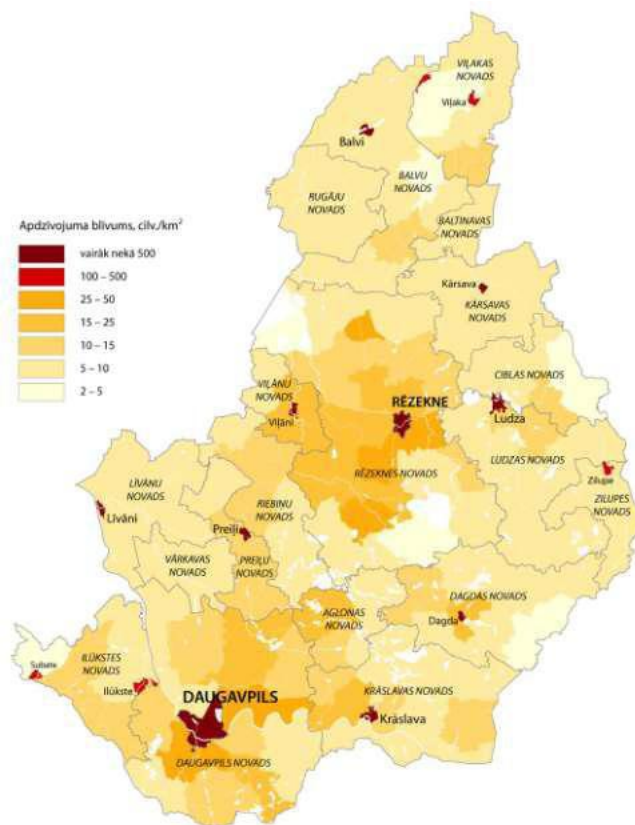 VIĻAKAS
NOVADS
Viļaka
Balvi
BALVU
NOVADS
RUGĀJU
NOVADS
BALTINAVAS
NOVADS
Apdzīvojuma blīvums, cilv./km²
vairāk nekā 500
100 – 500
25 – 50
15 – 25
10 – 15
5 – 10
2 – 5
Kārsava
KĀRSAVAS
NOVADS
CIBLAS NOVADS
VIĻĀNU
NOVADS
Viļāni
RĒZEKNE
Ludza
RĒZEKNES NOVADS
LUDZAS NOVADS
Zilupe
ZILUPES
NOVADS
LĪVĀNU
NOVADS
Līvāni
RIEBIŅU
NOVADS
Preiļi
VĀRKAVAS
NOVADS
PREIĻU
NOVADS
AGLONAS
NOVADS
DAGDAS NOVADS
Dagda
Subate
ILŪKSTES
NOVADS
Ilūkste
DAUGAVPILS
KRĀSLAVAS NOVADS
Krāslava
DAUGAVPILS NOVADS